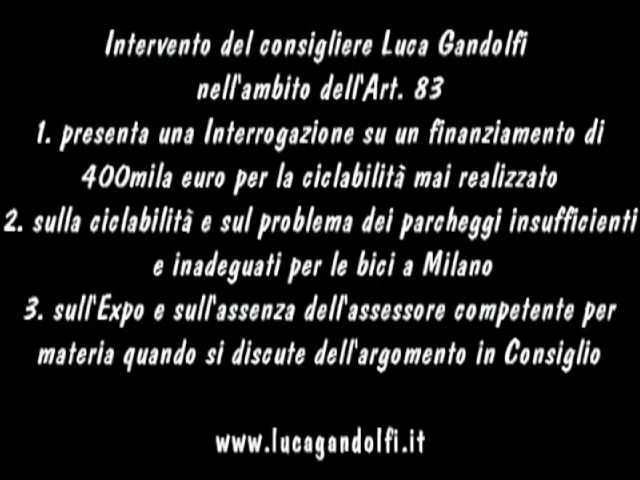 Intervento del consigliere Luca Gandolfi
nell'ambito dell'Art. 83
1. presenta una Interrogazione su un finanziamento di
400mila euro per la ciclabilità mai realizzato
2. sulla ciclabilità e sul problema dei parcheggi insufficienti
e inadeguati per le bici a Milano
3. sull'Expo e sull'assenza dell'assessore competente per
materia quando si discute dell'argomento in Consiglio
www.lucagandolfi.it